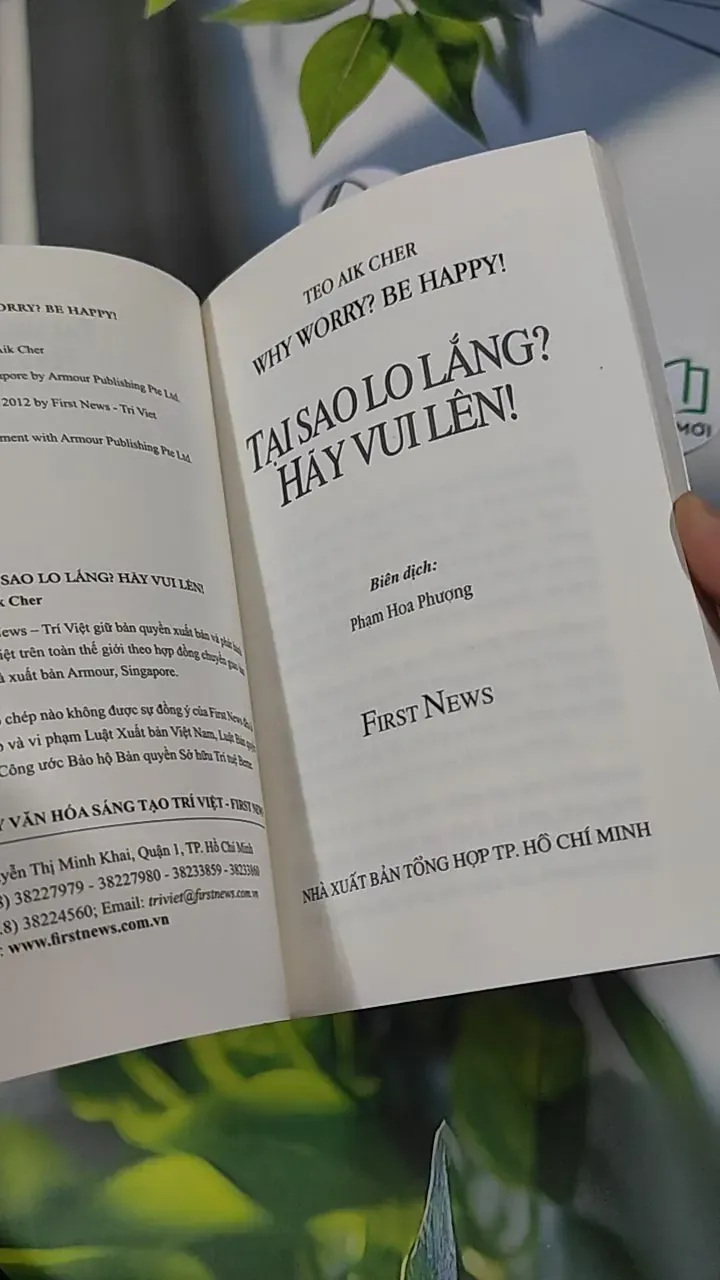 ORRY? BE HAPPY!
Aik Cher
pore by Armour Publishing Pte Ltd.
2012 by First News - Tri Viet
ment with Armour Publishing Pte Ltd.
SAO LO LẮNG? HÃY VUI LÊN!
k Cher
ews – Trí Việt giữ bản quyền xuất bản và phát hành
iệt trên toàn thế giới theo hợp đồng chuyển giao
à xuất bản Armour, Singapore.
chép nào không được sự đồng ý của First News
và vi phạm Luật Xuất bản Việt Nam, Luật Bản quyền
Công ước Bảo hộ Bản quyền Sở hữu Trí tuệ Berne.
Y VĂN HÓA SÁNG TẠO TRÍ VIỆT - FIRST NEWS
yễn Thị Minh Khai, Quận 1, TP. Hồ Chí Minh
8) 38227979 - 38227980 - 38233859 - 38233860
.8) 38224560; Email: triviet@firstnews.com.vn
: www.firstnews.com.vn
TEO AIK CHER
WHY WORRY? BE HAPPY!
TẠI SAO LO LẮNG?
HÃY VUI LÊN!
Biên dịch:
Phạm Hoa Phượng
FIRST NEWS
NHÀ XUẤT BẢN TỔNG HỢP TP. HỒ CHÍ MINH
MỚI